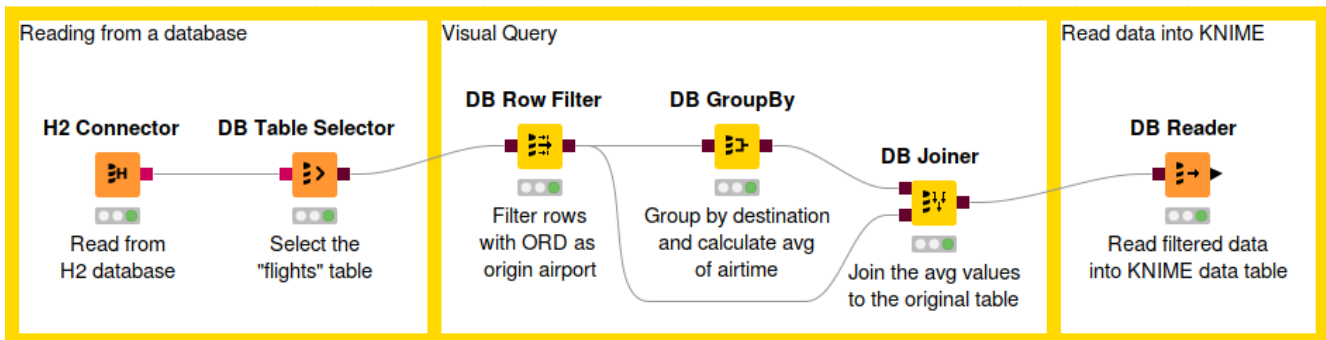 Reading from a database
Visual Query
Read data into KNIME
H2 Connector
DB Table Selector
DB Row Filter
DB GroupBy
DB Joiner
DB Reader
H
Read from
H2 database
Select the
"flights" table
Filter rows
with ORD as
origin airport
Group by destination
and calculate avg
of airtime
Join the avg values
to the original table
Read filtered data
into KNIME data table